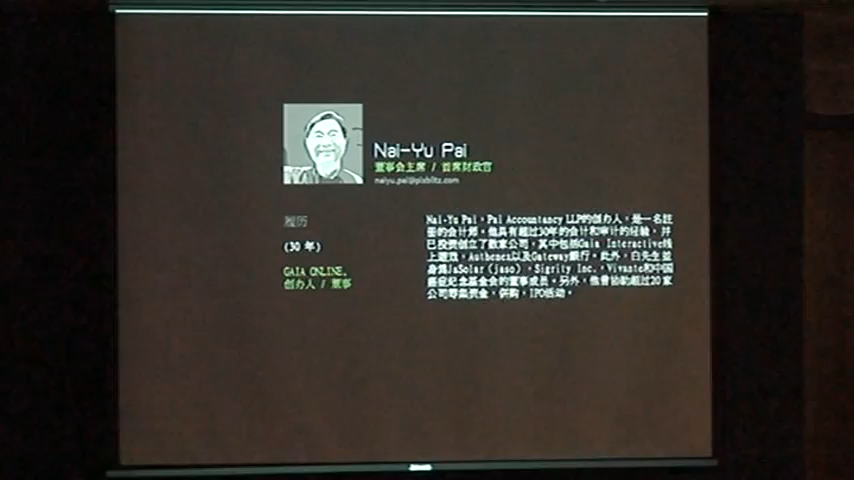 Nai-Yu Pai
董事会主席 / 首席财政官
naiyu.pai@pixblitz.com
履历
(30 年)
GAIA ONLINE,
创办人 / 董事
Nai-Yu Pai，Pai Accountancy LLP的创办人，是一名註
册的会计师。他具有超过30年的会计和审计的经验，并
已投资创立了数家公司，其中包括Gaia Interactive线
上遊戏，Authenex以及Gateway銀行。此外，白先生並
身為JaSolar (jaso)，Sigrity Inc.，Vivante和中国
癌症纪念基金会的董事成员。另外，他曾协助超过20家
公司筹集资金，併购，IPO活动。